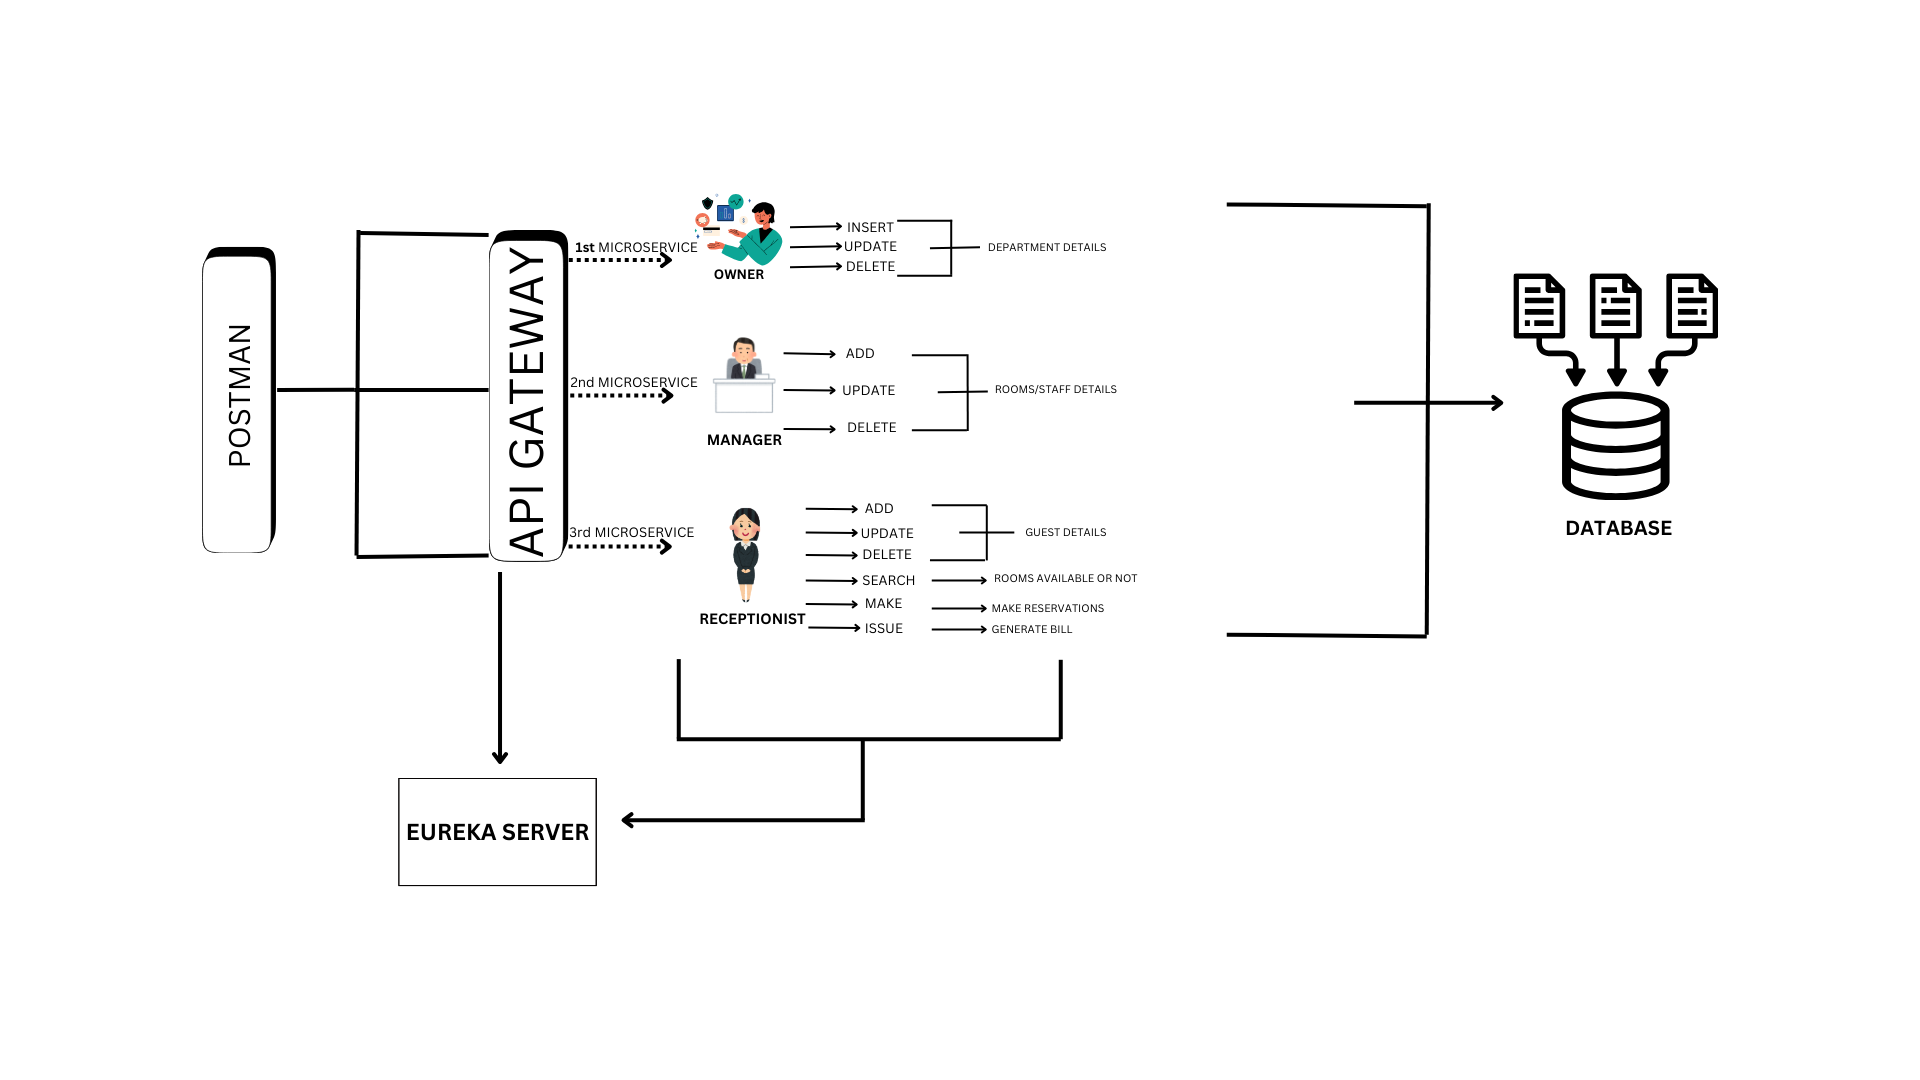 POSTMAN
API GATEWAY
1st MICROSERVICE
OWNER
INSERT
UPDATE
DELETE
DEPARTMENT DETAILS
2nd MICROSERVICE
MANAGER
ADD
UPDATE
DELETE
ROOMS/STAFF DETAILS
3rd MICROSERVICE
RECEPTIONIST
ADD
UPDATE
DELETE
GUEST DETAILS
SEARCH
ROOMS AVAILABLE OR NOT
MAKE
MAKE RESERVATIONS
ISSUE
GENERATE BILL
DATABASE
EUREKA SERVER